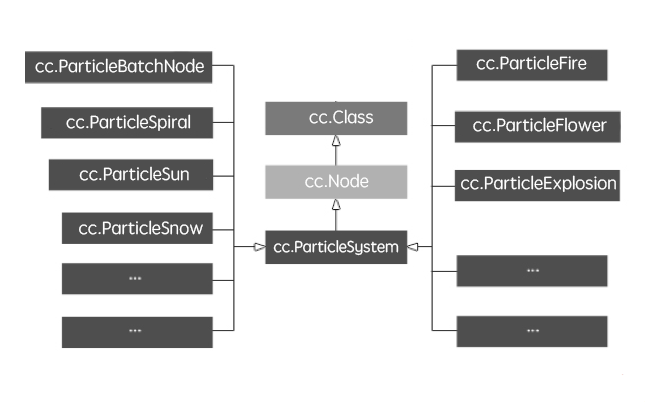 cc.ParticleBatchNode
cc.ParticleSpiral
cc.ParticleSun
cc.ParticleSnow
...
...
cc.Class
cc.Node
cc.ParticleSystem
cc.ParticleFire
cc.ParticleFlower
cc.ParticleExplosion
...
...